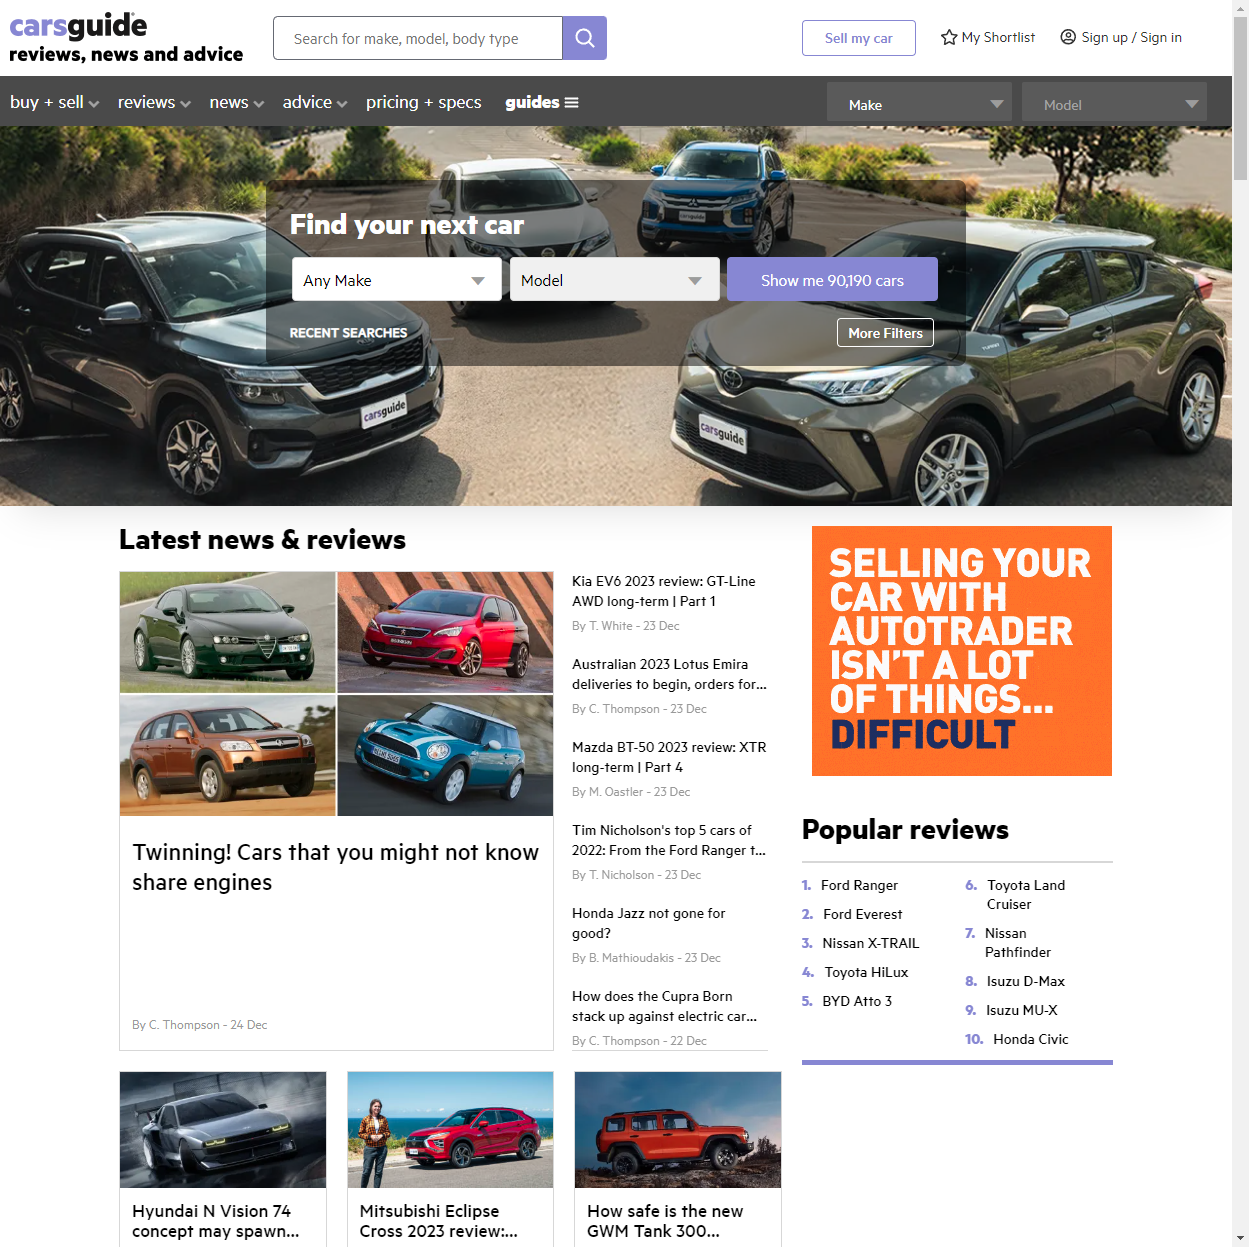 carsguide
reviews, news and advice
Search for make, model, body type
Sell my car
My Shortlist
Sign up / Sign in
buy + sell
reviews
news
advice
pricing + specs
guides
Make
Model
Find your next car
Any Make
Model
Show me 90,190 cars
RECENT SEARCHES
More Filters
carsguide
carsguide
carsguide
Latest news & reviews
Twinning! Cars that you might not know
share engines
By C. Thompson - 24 Dec
Kia EV6 2023 review: GT-Line
AWD long-term | Part 1
By T. White - 23 Dec
Australian 2023 Lotus Emira
deliveries to begin, orders for...
By C. Thompson - 23 Dec
Mazda BT-50 2023 review: XTR
long-term | Part 4
By M. Oastler - 23 Dec
Tim Nicholson's top 5 cars of
2022: From the Ford Ranger t...
By T. Nicholson - 23 Dec
Honda Jazz not gone for
good?
By B. Mathioudakis - 23 Dec
How does the Cupra Born
stack up against electric car...
By C. Thompson - 22 Dec
SELLING YOUR
CAR WITH
AUTOTRADER
ISN'T A LOT
OF THINGS...
DIFFICULT
Popular reviews
1. Ford Ranger
2. Ford Everest
3. Nissan X-TRAIL
4. Toyota HiLux
5. BYD Atto 3
6. Toyota Land
Cruiser
7. Nissan
Pathfinder
8. Isuzu D-Max
9. Isuzu MU-X
10. Honda Civic
Hyundai N Vision 74
concept may spawn...
Mitsubishi Eclipse
Cross 2023 review:...
How safe is the new
GWM Tank 300...